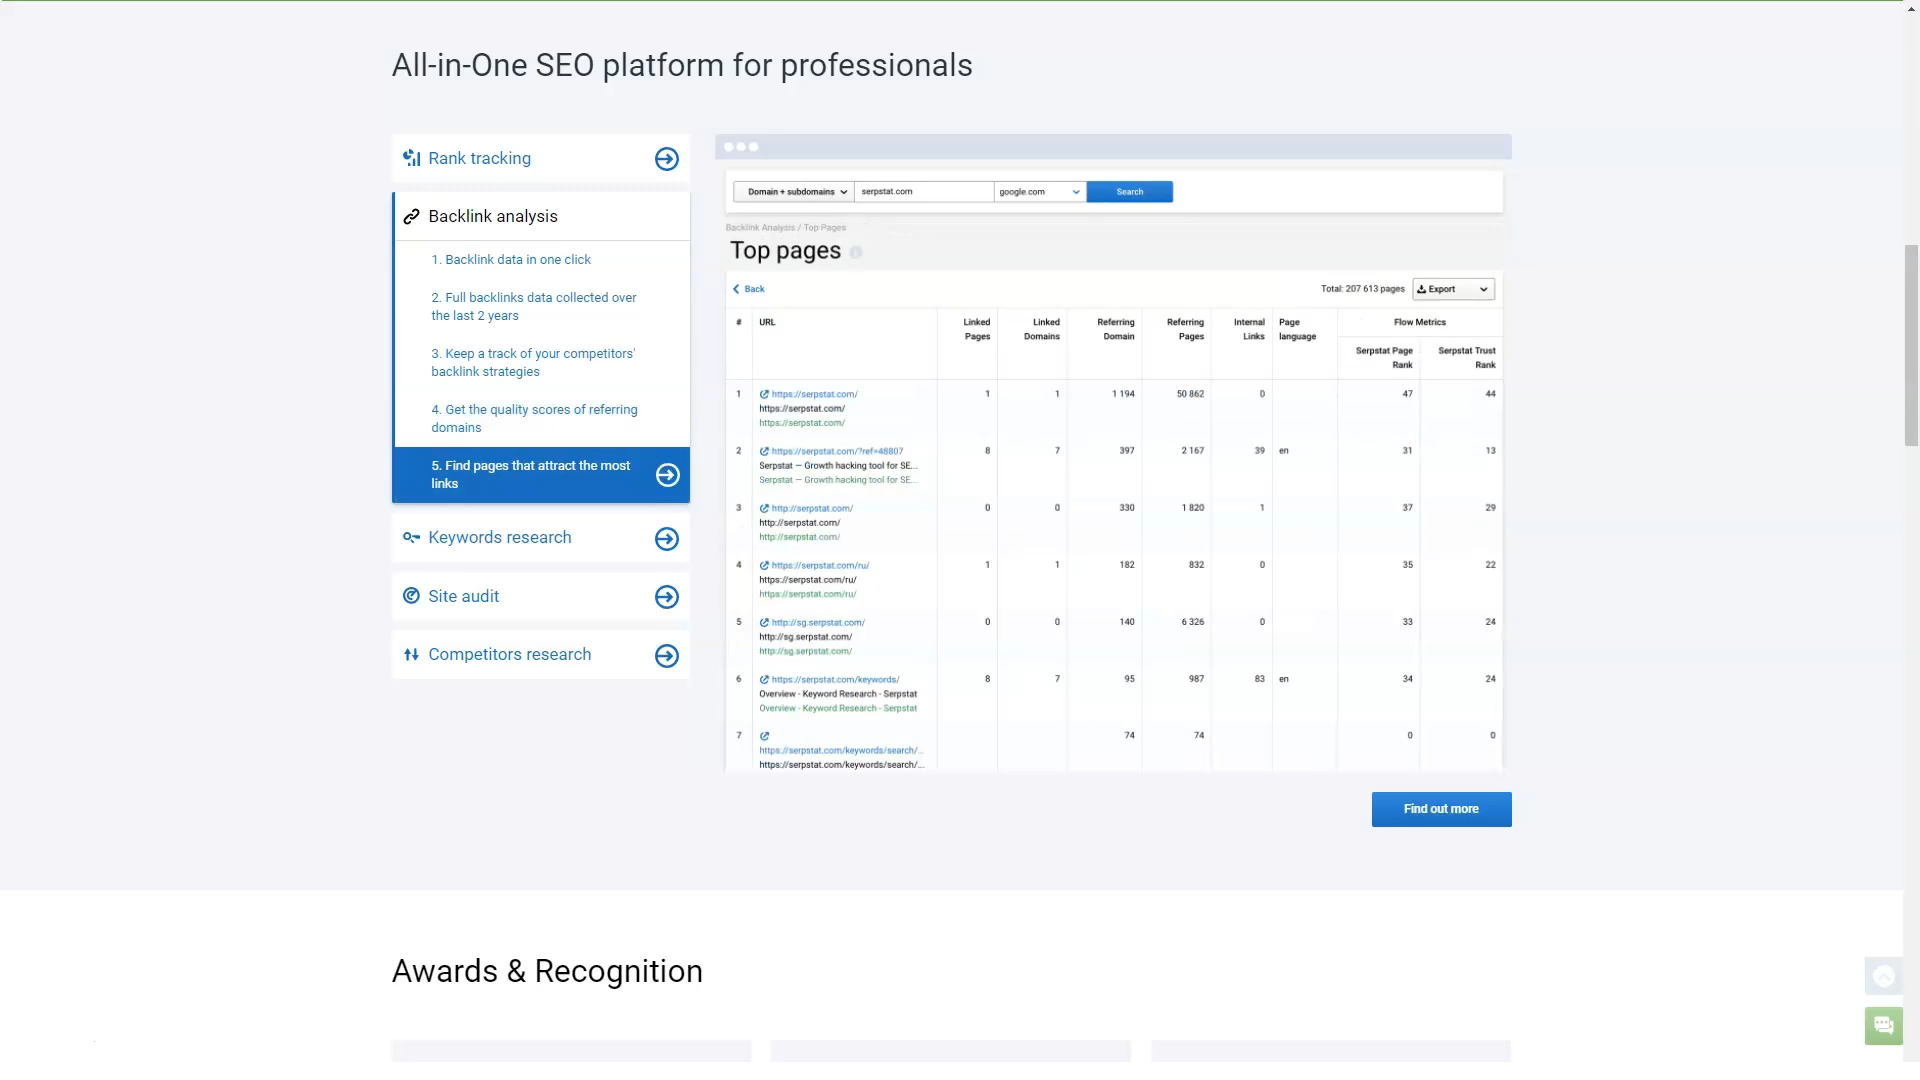 All-in-One SEO platform for professionals
Rank tracking
Backlink analysis
1. Backlink data in one click
2. Full backlinks data collected over
the last 2 years
3. Keep a track of your competitors'
backlink strategies
4. Get the quality scores of referring
domains
5. Find pages that attract the most
links
Keywords research
Site audit
Competitors research
Domain + subdomains serpstat.com google.com Search
Backlink Analysis / Top Pages
Top pages
Back Total: 207 613 pages Export
# URL Linked Pages Linked Domains Referring Domain Referring Pages Internal Links Page language Flow Metrics
Serpstat Page Rank Serpstat Trust Rank
1 https://serpstat.com/ 1 1 1 194 50 862 0 47 44
https://serpstat.com/
https://serpstat.com/
2 https://serpstat.com/?ref=48807 8 7 397 2 167 39 en 31 13
Serpstat — Growth hacking tool for SE...
Serpstat — Growth hacking tool for SE...
3 http://serpstat.com/ 0 0 330 1 820 1 37 29
http://serpstat.com/
http://serpstat.com/
4 https://serpstat.com/ru/ 1 1 182 832 0 35 22
https://serpstat.com/ru/
https://serpstat.com/ru/
5 http://sg.serpstat.com/ 0 0 140 6 326 0 33 24
http://sg.serpstat.com/
http://sg.serpstat.com/
6 https://serpstat.com/keywords/ 8 7 95 987 83 en 34 24
Overview - Keyword Research - Serpstat
Overview - Keyword Research - Serpstat
7 74 74 0 0
https://serpstat.com/keywords/search/...
https://serpstat.com/keywords/search/...
Find out more
Awards & Recognition